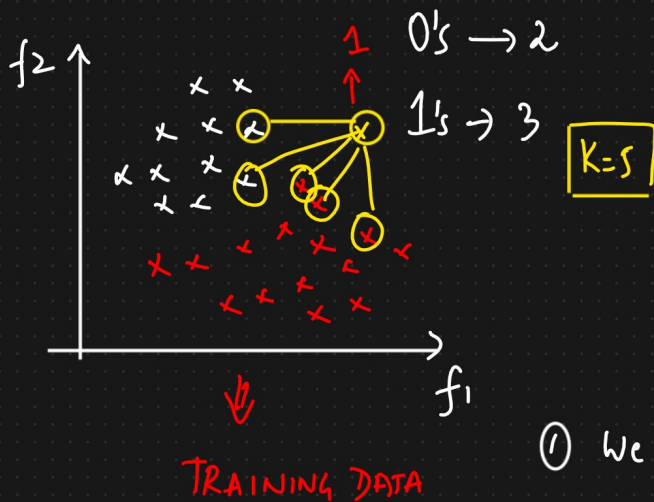 1 0's → 2
f2
1's → 3
K=5
f1
① We
TRAINING DATA